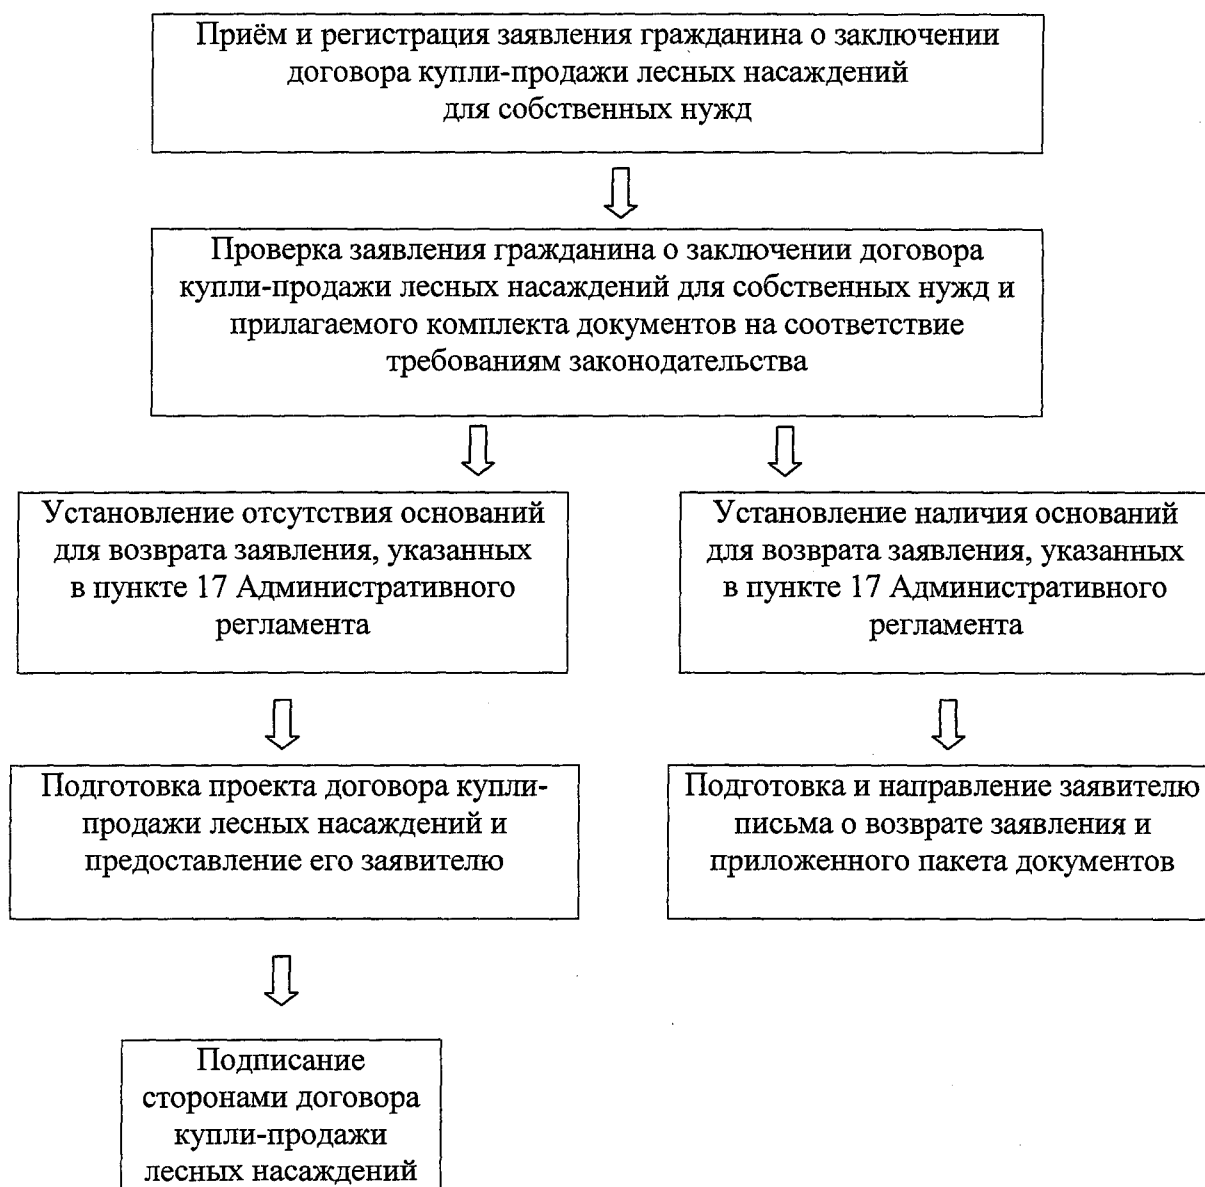 Приём и регистрация заявления гражданина о заключении
договора купли-продажи лесных насаждений
для собственных нужд
Проверка заявления гражданина о заключении договора
купли-продажи лесных насаждений для собственных нужд и
прилагаемого комплекта документов на соответствие
требованиям законодательства
Установление отсутствия оснований
для возврата заявления, указанных
в пункте 17 Административного
регламента
Установление наличия оснований
для возврата заявления, указанных
в пункте 17 Административного
регламента
Подготовка проекта договора купли-
продажи лесных насаждений и
предоставление его заявителю
Подготовка и направление заявителю
письма о возврате заявления и
приложенного пакета документов
Подписание
сторонами договора
купли-продажи
лесных насаждений